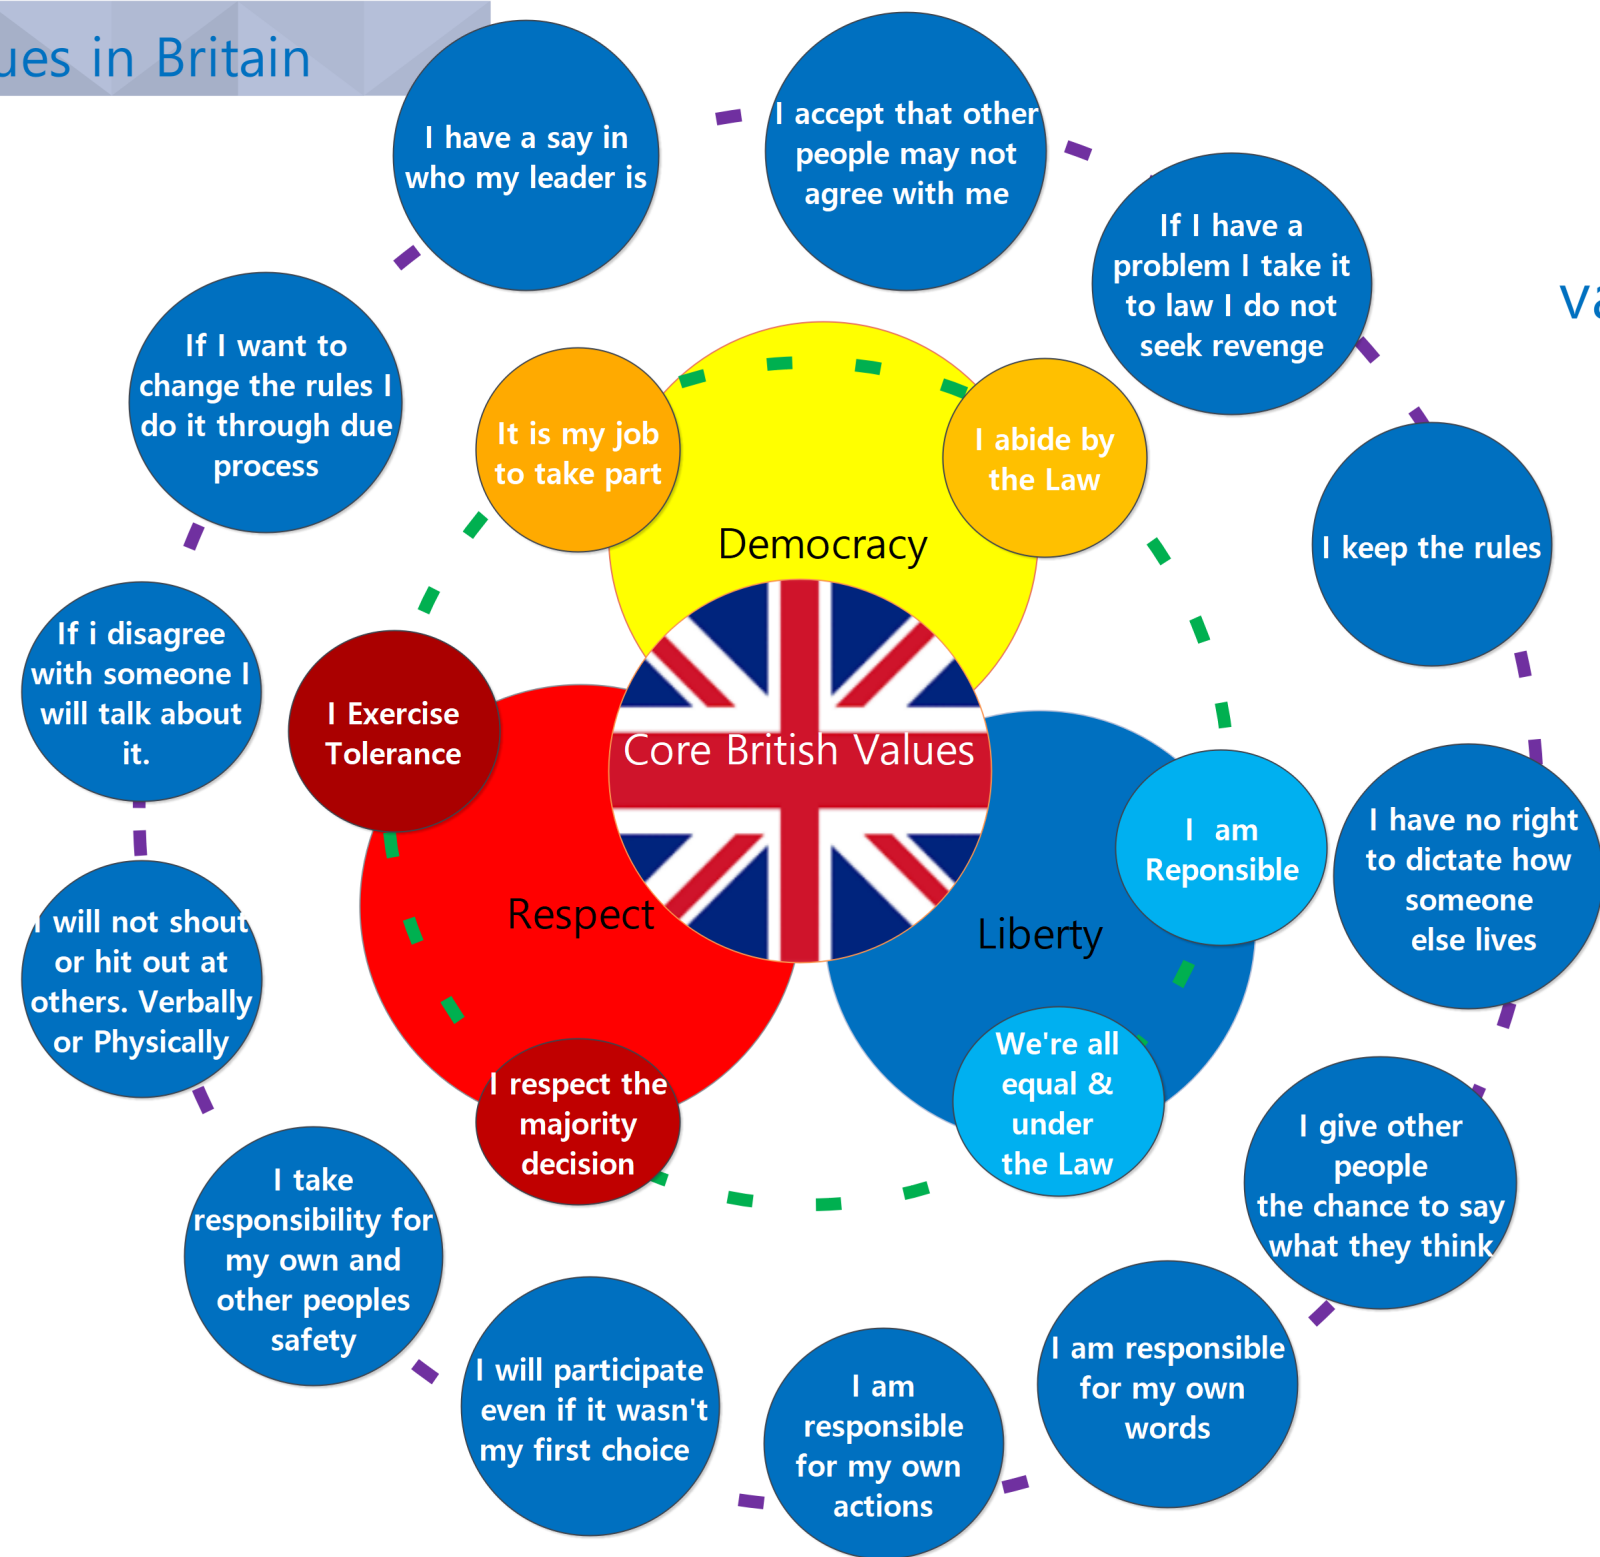 ues in Britain
I have a say in
who my leader is
I accept that other
people may not
agree with me
If I have a
problem I take it
to law I do not
seek revenge
va
If I want to
change the rules I
do it through due
process
It is my job
to take part
I abide by
the Law
I keep the rules
Democracy
If i disagree
with someone I
will talk about
it.
I Exercise
Tolerance
Core British Values
I  am
Reponsible
I have no right
to dictate how
someone
else lives
Respect
Liberty
I will not shout
or hit out at
others. Verbally
or Physically
I respect the
majority
decision
We're all
equal &
under
the Law
I give other
people
the chance to say
what they think
I take
responsibility for
my own and
other peoples
safety
I will participate
even if it wasn't
my first choice
I am
responsible
for my own
actions
I am responsible
for my own
words